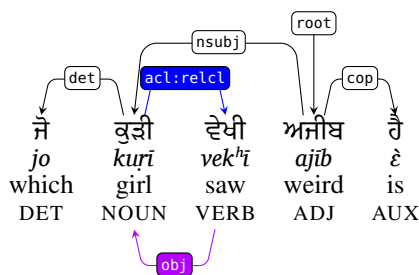 root
nsubj
det acl:relcl cop
ਜੋ ਕੁੜੀ ਵੇਖੀ ਅਜੀਬ ਹੈ
jo kuṛī vekʰī ajīb ɛ̀
which girl saw weird is
DET NOUN VERB ADJ AUX
obj